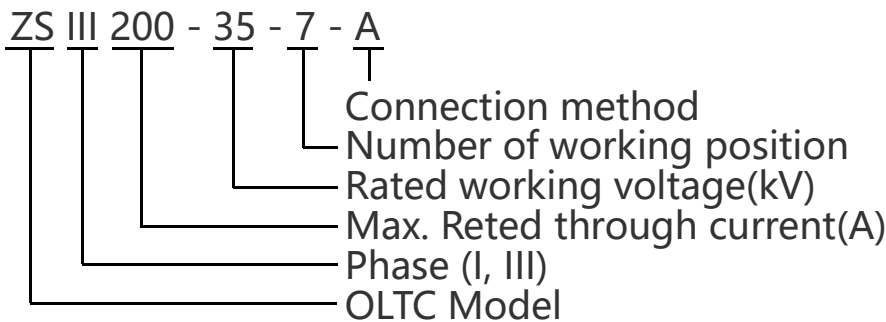 ZS III 200 - 35 - 7 - A
Connection method
Number of working position
Rated working voltage(kV)
Max. Reted through current(A)
Phase (I, III)
OLTC Model